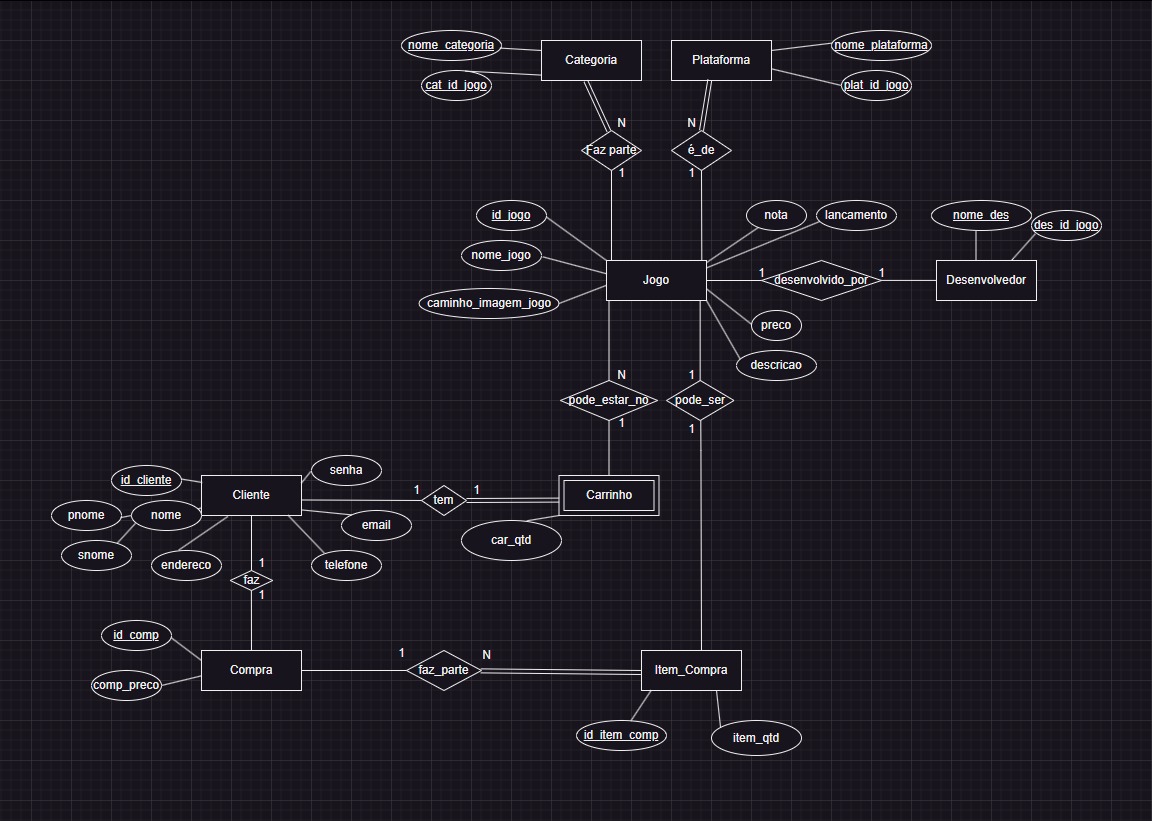 nome_categoria
Categoria
Plataforma
nome_plataforma
cat_id_jogo
plat_id_jogo
N
N
Faz parte
é_de
1
1
id_jogo
nota
lancamento
nome_des
des_id_jogo
nome_jogo
Jogo
1
desenvolvido_por
1
Desenvolvedor
caminho_imagem_jogo
preco
descricao
N
1
pode_estar_no
pode_ser
1
1
senha
id_cliente
Cliente
1
tem
1
Carrinho
pnome
nome
email
car_qtd
snome
endereco
telefone
1
faz
1
id_comp
Compra
1
faz_parte
N
Item_Compra
comp_preco
id_item_comp
item_qtd